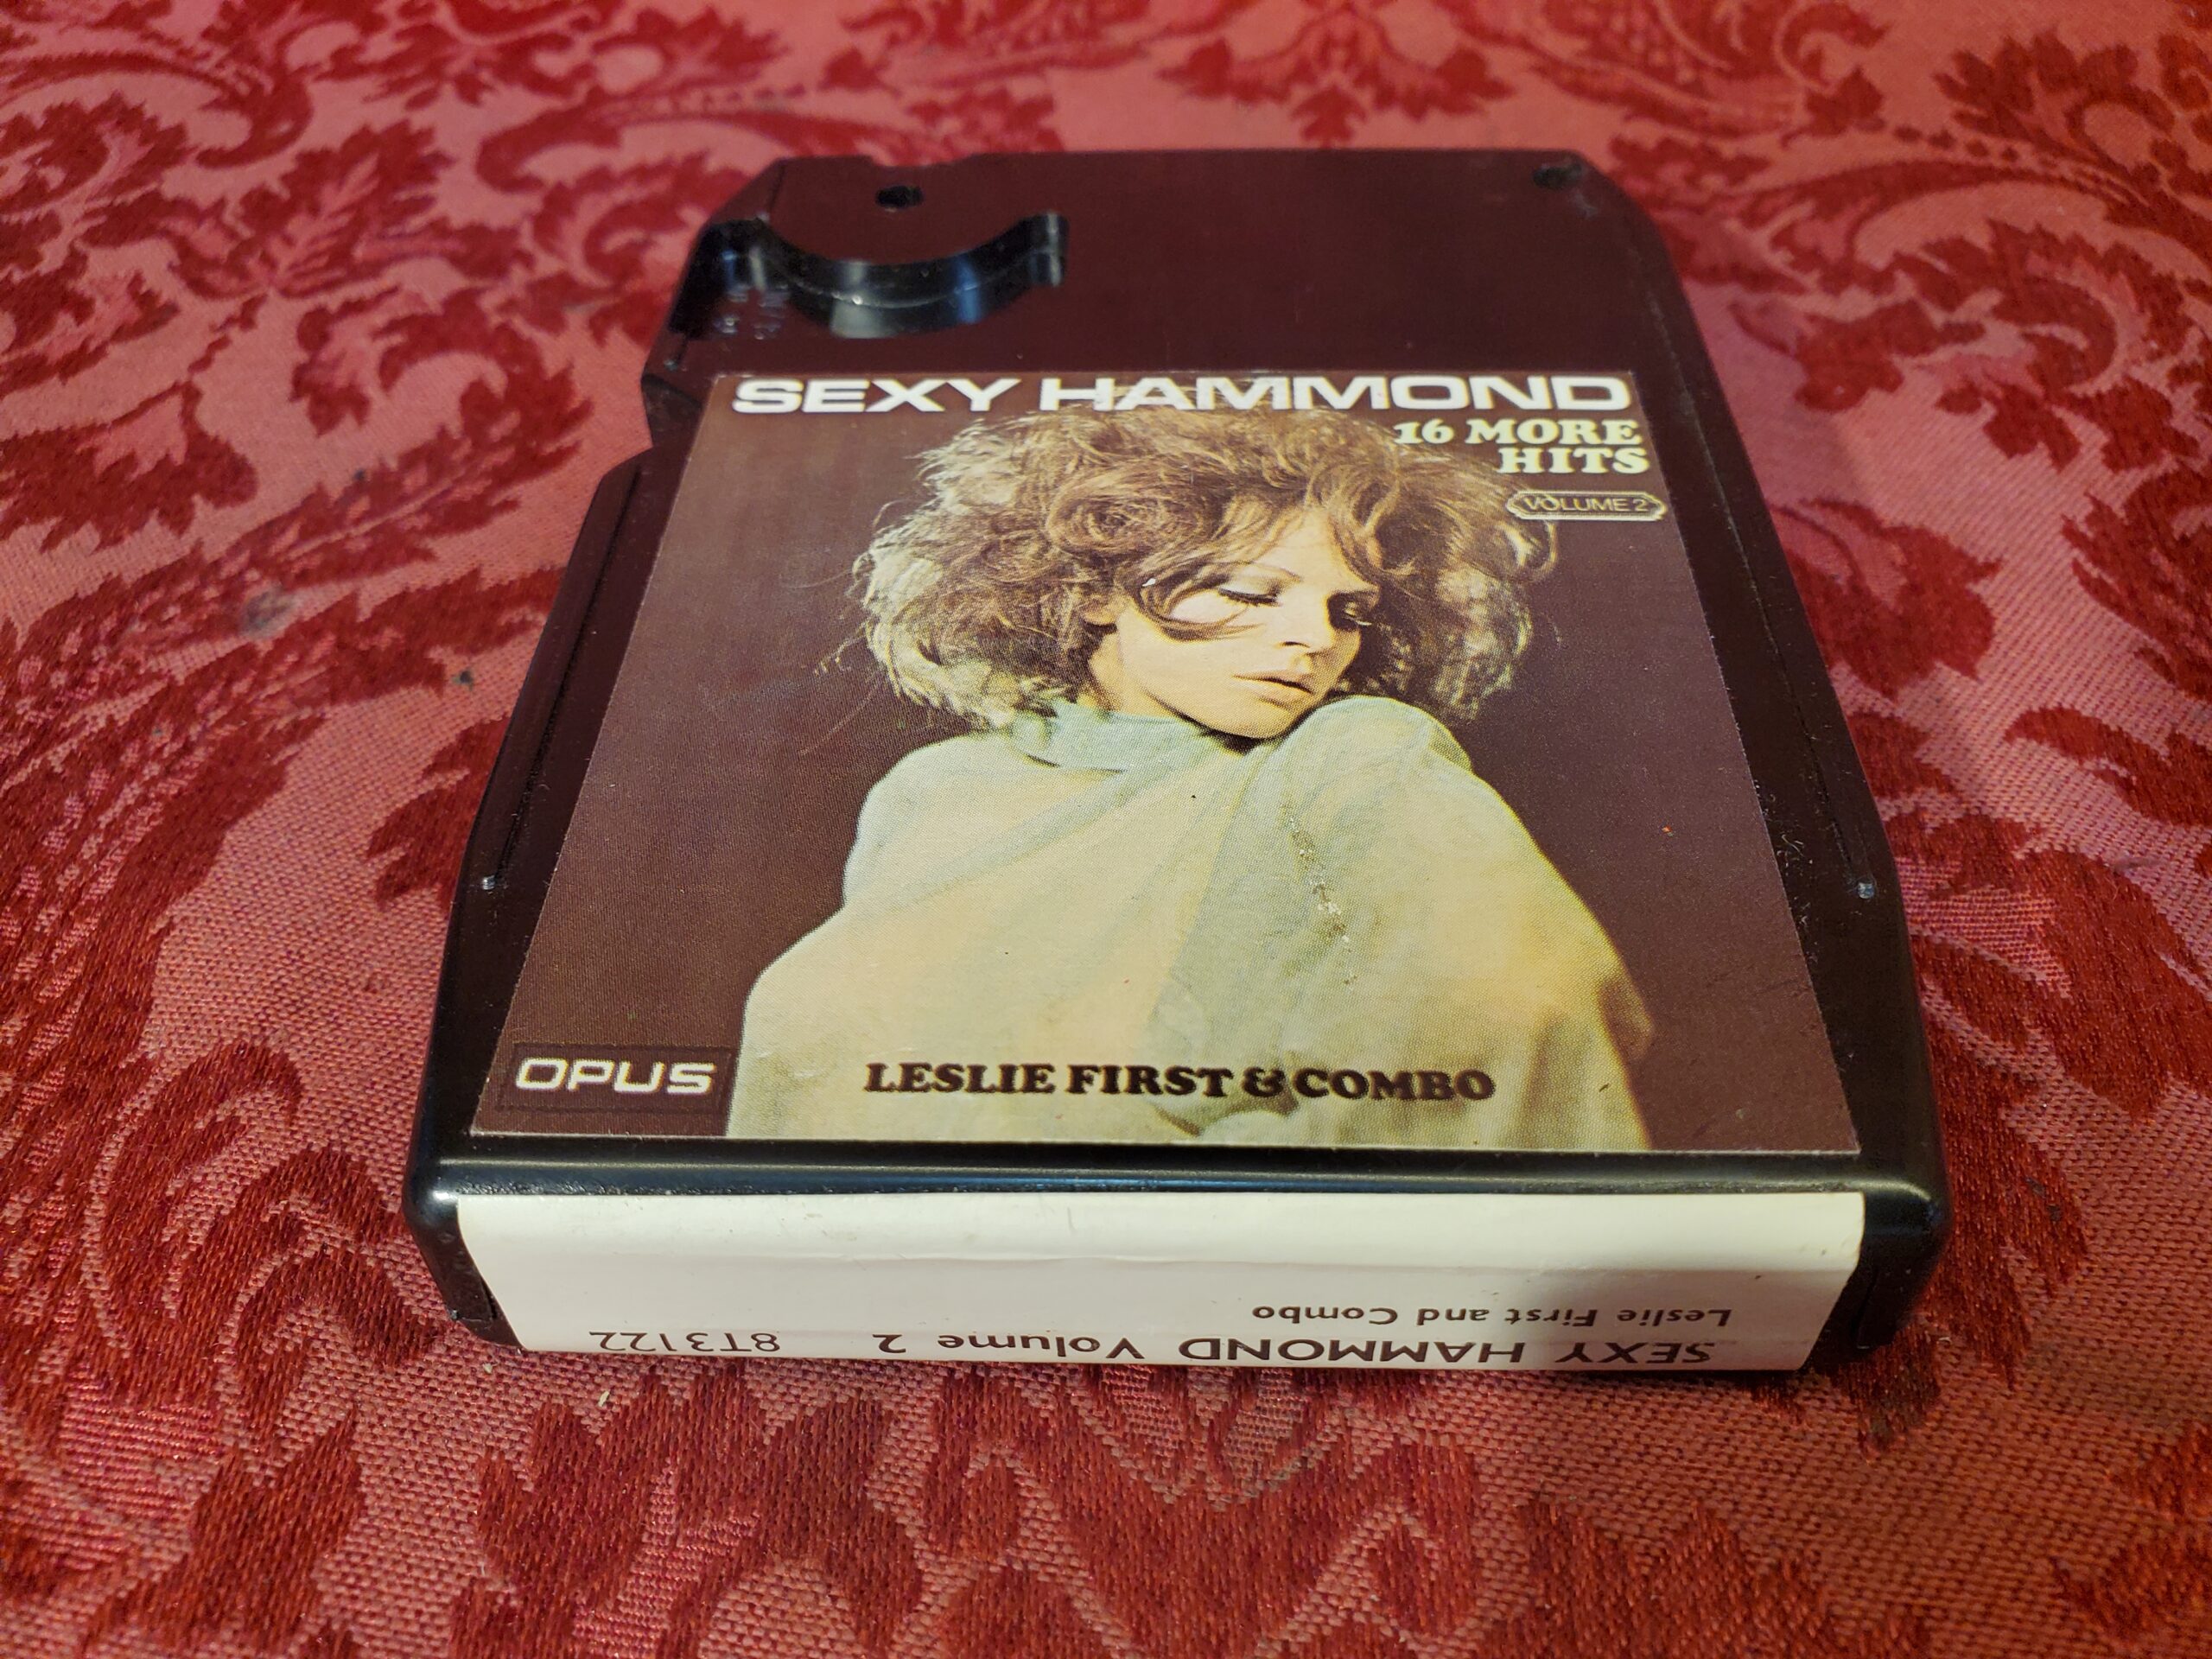 SEXY HAMMOND
16 MORE
HITS
VOLUME 2
OPUS
LESLIE FIRST & COMBO
SEXY HAMMOND Volume 2 8T3122
Leslie First and Combo